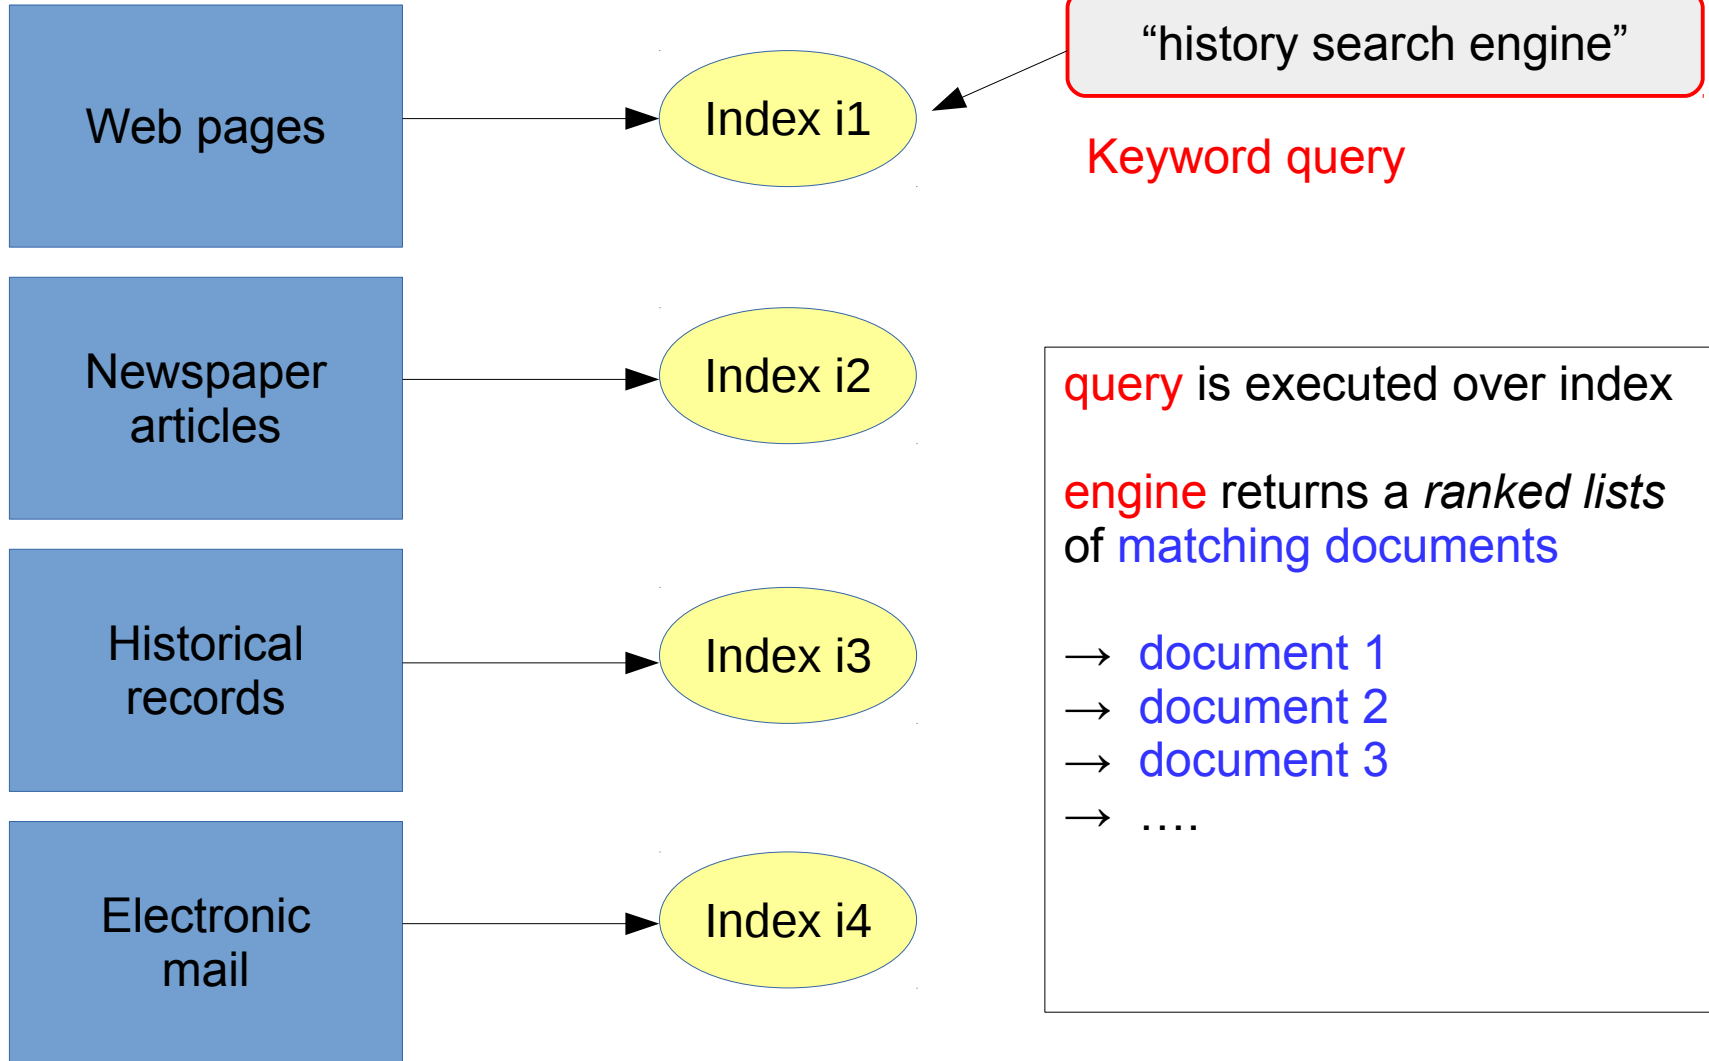 Web pages
Index i1
“history search engine”
Keyword query
Newspaper
articles
Index i2
Historical
records
Index i3
Electronic
mail
Index i4
query is executed over index
engine returns a ranked lists
of matching documents
→ document 1
→ document 2
→ document 3
→ ....